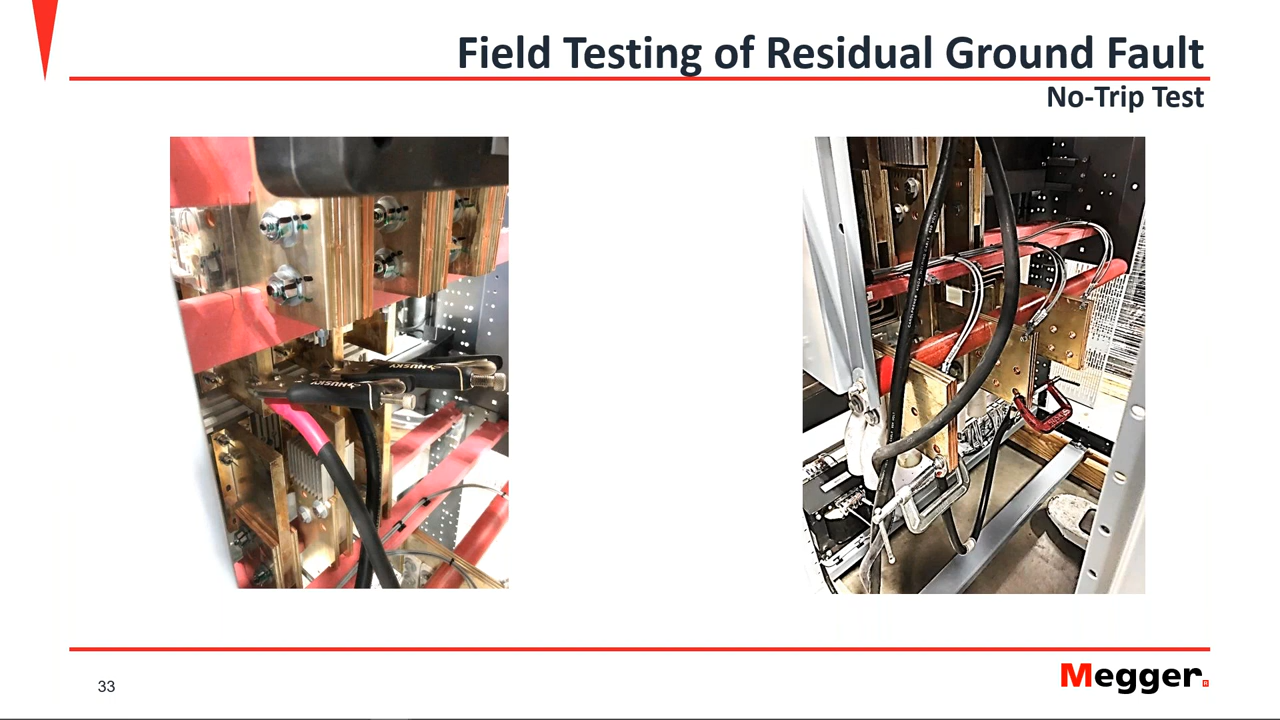 Field Testing of Residual Ground Fault
No-Trip Test
HUSKY
HUSKY
33
Megger